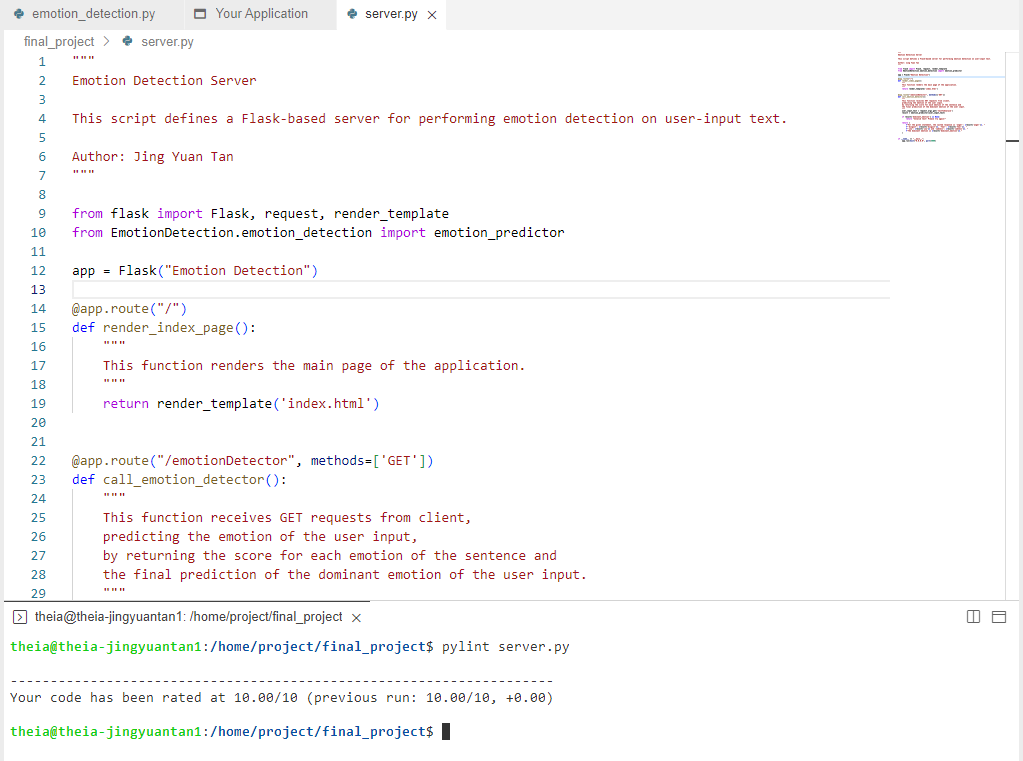 emotion_detection.py Your Application server.py ×
final_project > server.py
1 """
2 Emotion Detection Server
3
4 This script defines a Flask-based server for performing emotion detection on user-input text.
5
6 Author: Jing Yuan Tan
7 """
8
9 from flask import Flask, request, render_template
10 from EmotionDetection.emotion_detection import emotion_predictor
11
12 app = Flask("Emotion Detection")
13
14 @app.route("/")
15 def render_index_page():
16     """
17     This function renders the main page of the application.
18     """
19     return render_template('index.html')
20
21
22 @app.route("/emotionDetector", methods=['GET'])
23 def call_emotion_detector():
24     """
25     This function receives GET requests from client,
26     predicting the emotion of the user input,
27     by returning the score for each emotion of the sentence and
28     the final prediction of the dominant emotion of the user input.
29     """
theia@theia-jingyuantan1: /home/project/final_project ×
theia@theia-jingyuantan1:/home/project/final_project$ pylint server.py
--------------------------------------------------------------------
Your code has been rated at 10.00/10 (previous run: 10.00/10, +0.00)
theia@theia-jingyuantan1:/home/project/final_project$